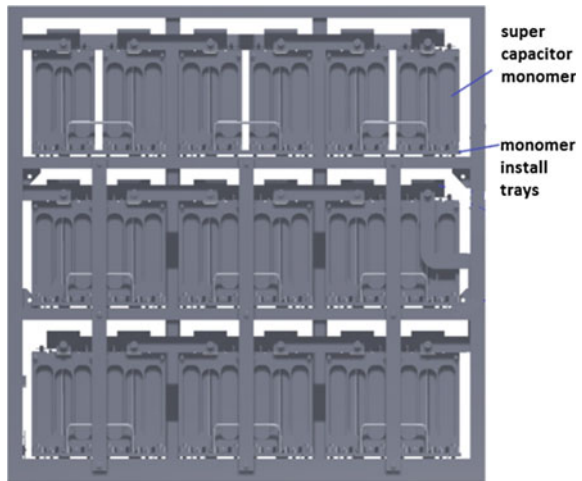 super
capacitor
monomer
monomer
install
trays